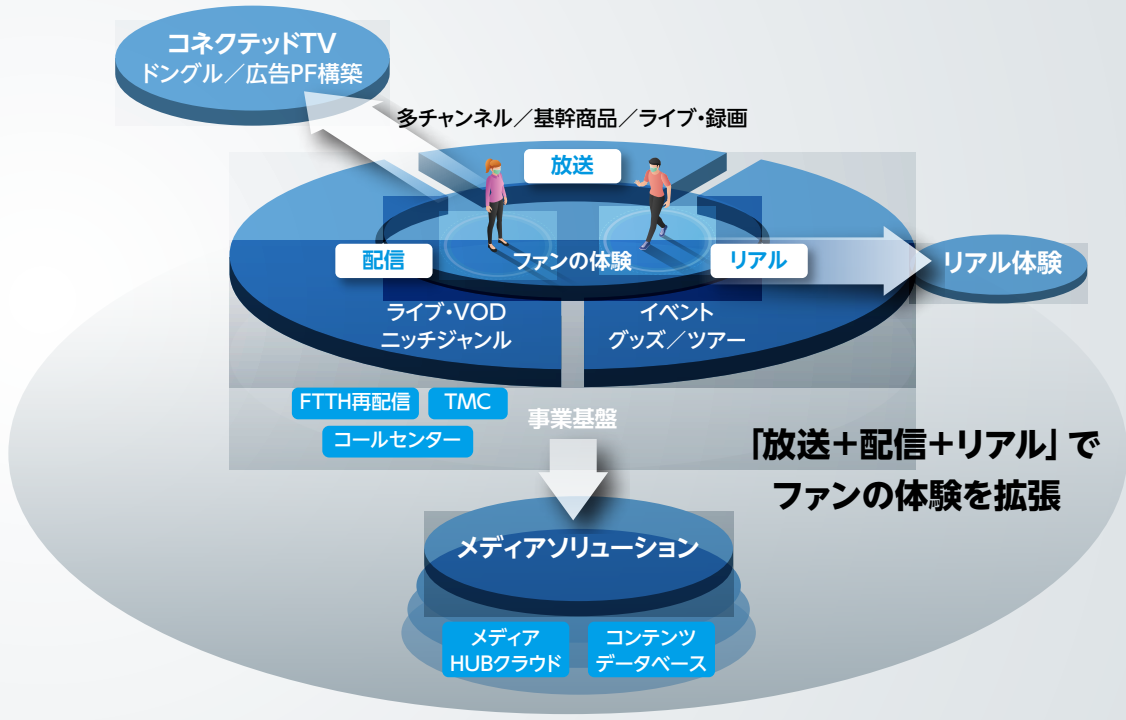 コネクテッドTV
ドングル／広告PF構築
多チャンネル／基幹商品／ライブ・録画
放送
配信
ファンの体験
リアル
リアル体験
ライブ・VOD
ニッチジャンル
イベント
グッズ／ツアー
FTTH再配信
TMC
コールセンター
事業基盤
「放送+配信+リアル」で
ファンの体験を拡張
メディアソリューション
メディア
HUBクラウド
コンテンツ
データベース